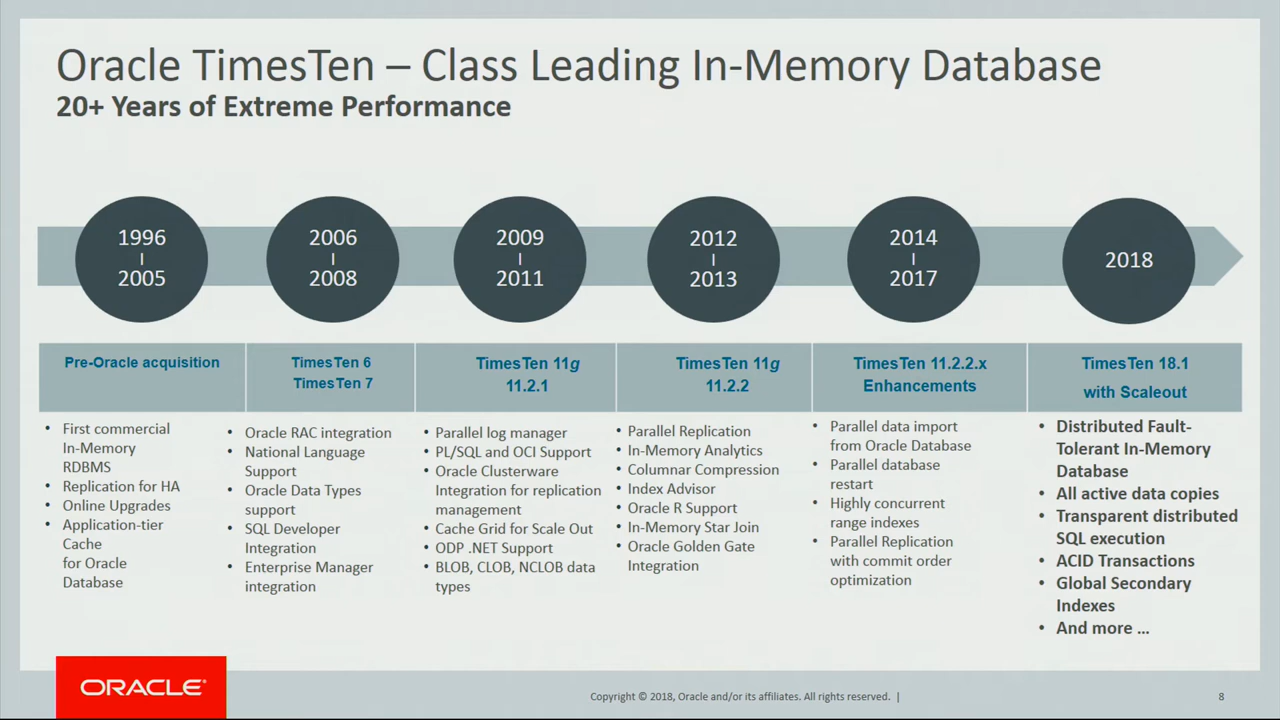 Oracle TimesTen – Class Leading In-Memory Database
20+ Years of Extreme Performance
1996
–
2005
2006
–
2008
2009
–
2011
2012
–
2013
2014
–
2017
2018
Pre-Oracle acquisition
• First commercial
In-Memory
RDBMS
• Replication for HA
• Online Upgrades
• Application-tier
Cache
for Oracle
Database
TimesTen 6
TimesTen 7
• Oracle RAC integration
• National Language
Support
• Oracle Data Types
support
• SQL Developer
Integration
• Enterprise Manager
integration
TimesTen 11g
11.2.1
• Parallel log manager
• PL/SQL and OCI Support
• Oracle Clusterware
Integration for replication
management
• Cache Grid for Scale Out
• ODP .NET Support
• BLOB, CLOB, NCLOB data
types
TimesTen 11g
11.2.2
• Parallel Replication
• In-Memory Analytics
• Columnar Compression
• Index Advisor
• Oracle R Support
• In-Memory Star Join
• Oracle Golden Gate
Integration
TimesTen 11.2.2.x
Enhancements
• Parallel data import
from Oracle Database
• Parallel database
restart
• Highly concurrent
range indexes
• Parallel Replication
with commit order
optimization
TimesTen 18.1
with Scaleout
• Distributed Fault-
Tolerant In-Memory
Database
• All active data copies
• Transparent distributed
SQL execution
• ACID Transactions
• Global Secondary
Indexes
• And more …
ORACLE®
Copyright © 2018, Oracle and/or its affiliates. All rights reserved. |
8